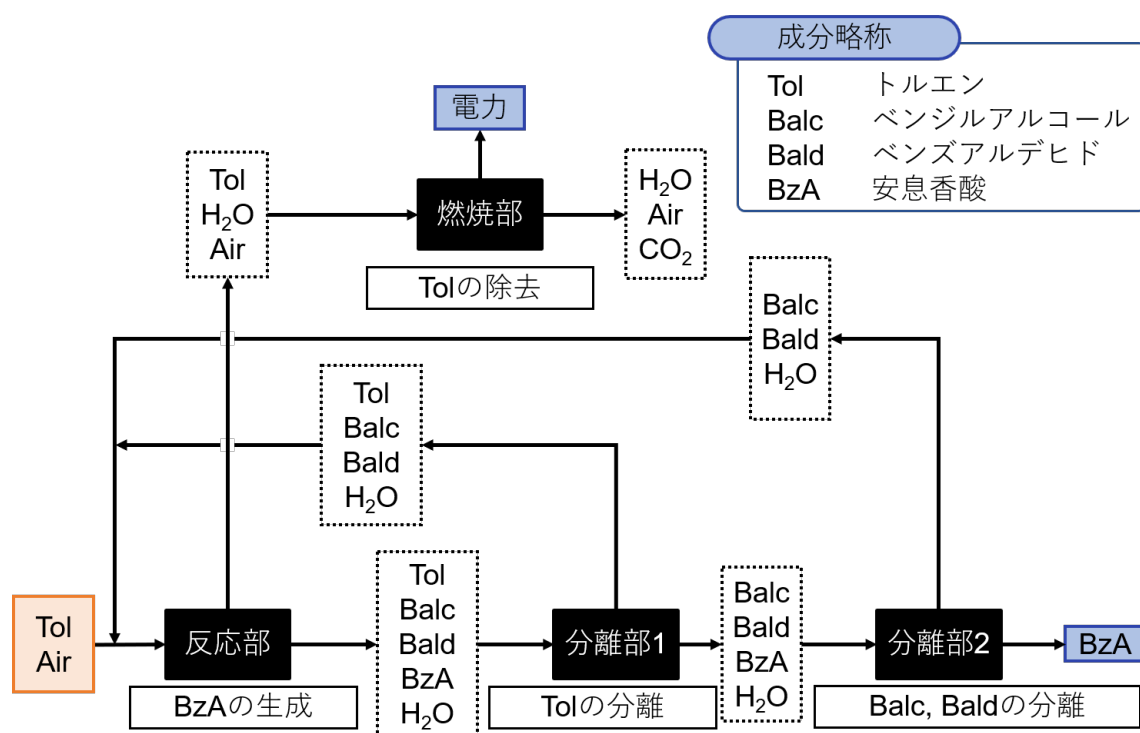 成分略称
Tol トルエン
Balc ベンジルアルコール
Bald ベンズアルデヒド
BzA 安息香酸
電力
Tol
H₂O
Air
燃焼部
H₂O
Air
CO₂
Tolの除去
Balc
Bald
H₂O
Tol
Balc
Bald
H₂O
Tol
Air
反応部
BzAの生成
Tol
Balc
Bald
BzA
H₂O
分離部1
Tolの分離
Balc
Bald
BzA
H₂O
分離部2
Balc, Baldの分離
BzA